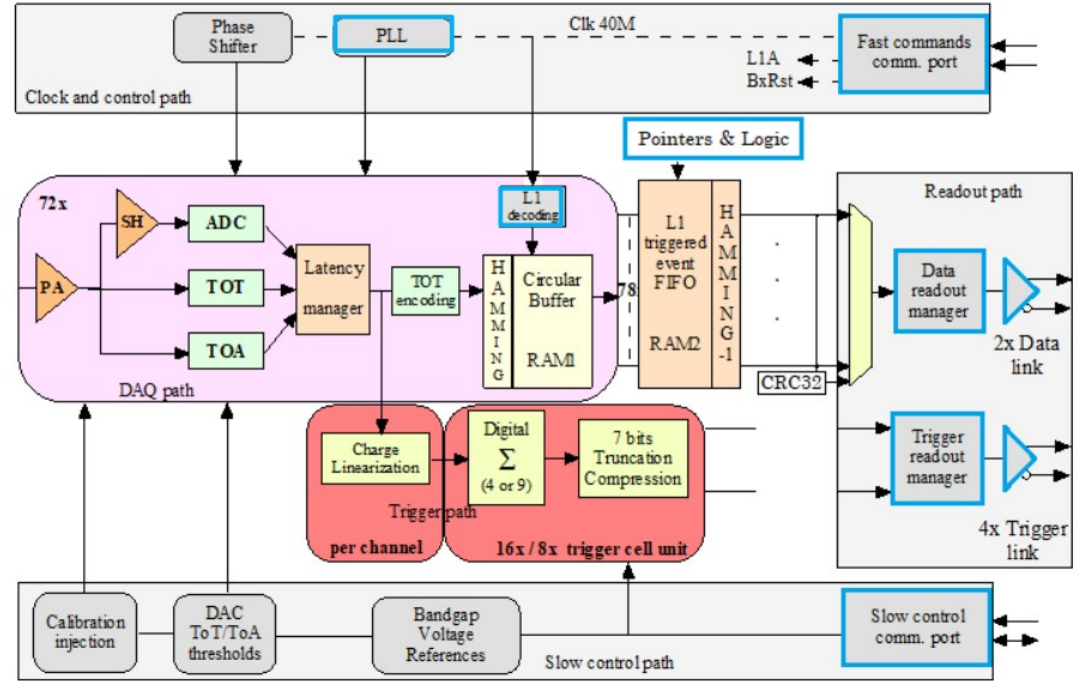 Phase
Shifter
PLL
Clk 40M
Fast commands
comm. port
L1A
BxRst
Clock and control path
Pointers & Logic
72x
SH
ADC
PA
TOT
TOA
Latency
manager
TOT
encoding
L1
decoding
HAMMING
Circular
Buffer
RAM1
DAQ path
78
L1
triggered
event
FIFO
RAM2
HAMMING-1
CRC32
Readout path
Data
readout
manager
2x Data
link
Trigger
readout
manager
4x Trigger
link
Charge
Linearization
Digital
Σ
(4 or 9)
7 bits
Truncation
Compression
Trigger path
per channel
16x / 8x trigger cell unit
Calibration
injection
DAC
ToT/ToA
thresholds
Bandgap
Voltage
References
Slow control
comm. port
Slow control path